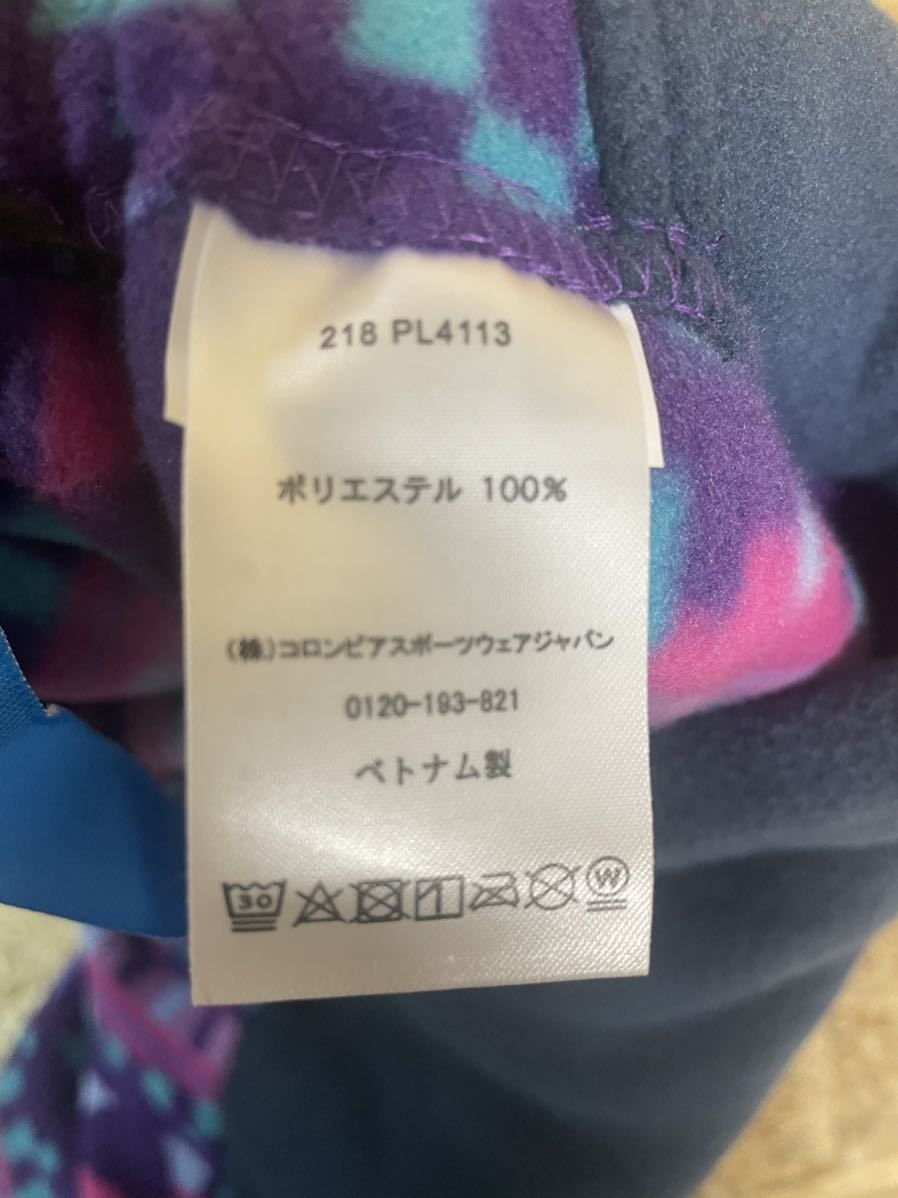 218 PL4113
ポリエステル 100%
(株)コロンビアスポーツウェアジャパン
0120-193-821
ベトナム製
30 W